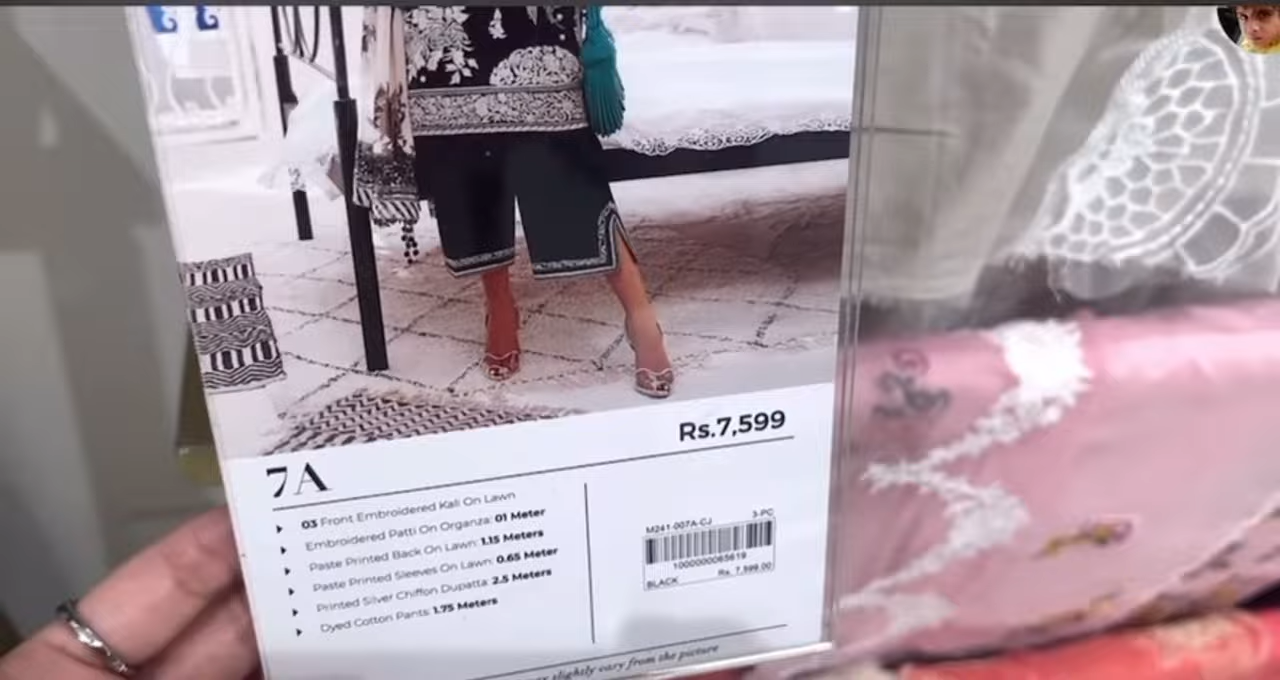 Rs.7,599
7A
03 Front Embroidered Kali On Lawn
Embroidered Patti On Organza: 01 Meter
Paste Printed Back On Lawn: 1.15 Meters
Paste Printed Sleeves On Lawn: 0.65 Meter
Printed Silver Chiffon Dupatta: 2.5 Meters
Dyed Cotton Pants: 1.75 Meters
M241-007A-CJ 3-PC
1000000065619
BLACK Rs. 7,599.00
slightly vary from the picture